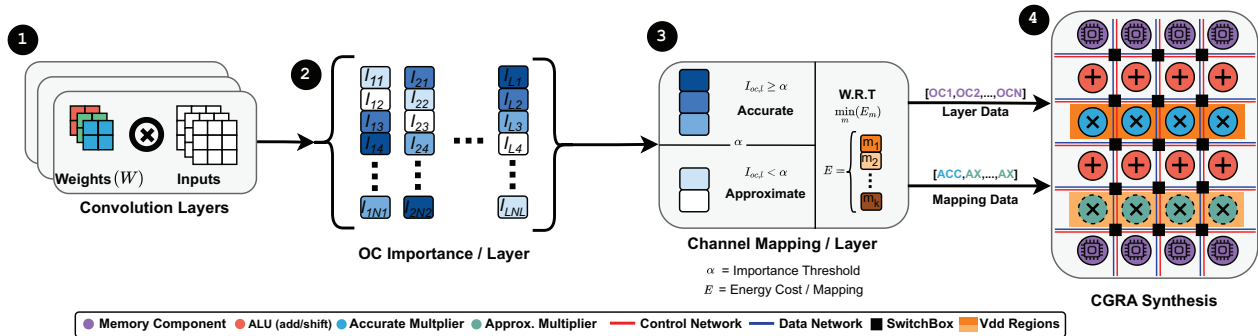 1
Weights (W)
Inputs
Convolution Layers
2
I11 I21 IL1
I12 I22 IL2
I13 I23 IL3
I14 I24 IL4
I1N1 I2N2 ILNL
OC Importance / Layer
3
Ioc,l ≥ α
Accurate
α
Ioc,l < α
Approximate
W.R.T
min(Em)
m
E =
m1
m2
mk
Channel Mapping / Layer
α = Importance Threshold
E = Energy Cost / Mapping
[OC1,OC2,...,OCN]
Layer Data
[ACC,AX,...,AX]
Mapping Data
4
CGRA Synthesis
Memory Component ALU (add/shift) Accurate Multplier Approx. Multiplier Control Network Data Network SwitchBox Vdd Regions